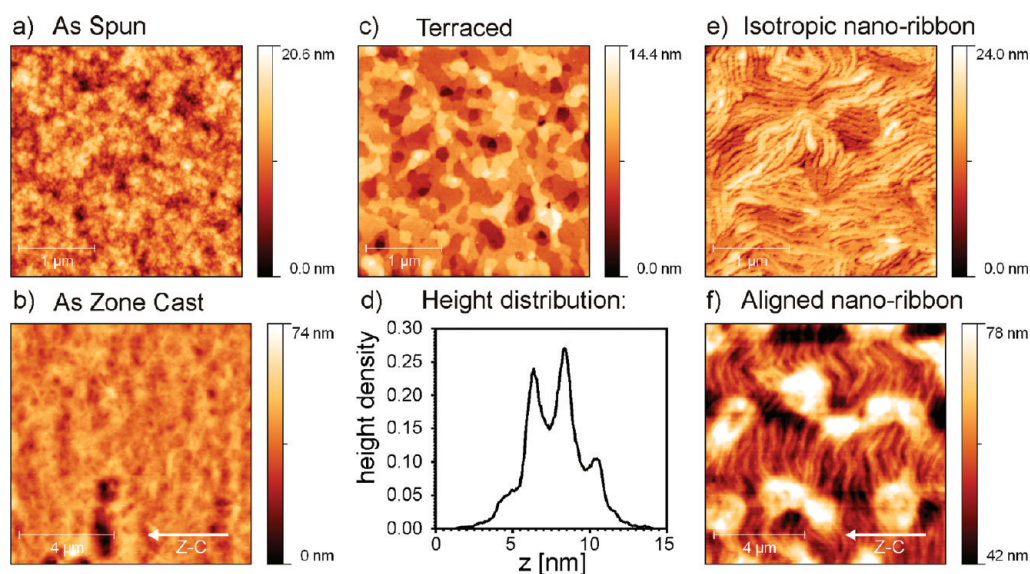 a) As Spun
20.6 nm
0.0 nm
1 µm
b) As Zone Cast
74 nm
0 nm
4 µm
Z-C
c) Terraced
14.4 nm
0.0 nm
1 µm
d) Height distribution:
height density
0.30
0.25
0.20
0.15
0.10
0.05
0.00
0 5 10 15
z [nm]
e) Isotropic nano-ribbon
24.0 nm
0.0 nm
1 µm
f) Aligned nano-ribbon
78 nm
42 nm
4 µm
Z-C